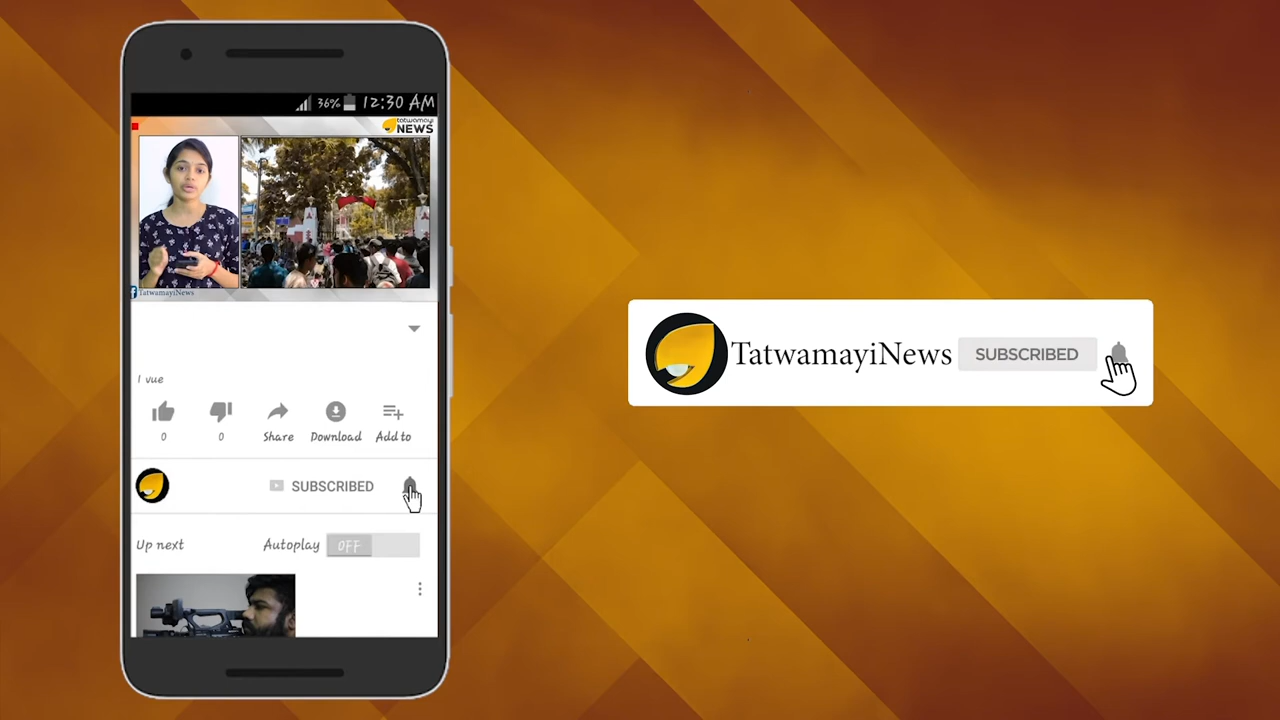 36% 12:30 AM
tatwamayi
NEWS
TatwamayiNews
1 vue
0 0 Share Download Add to
SUBSCRIBED
Up next Autoplay OFF
TatwamayiNews SUBSCRIBED